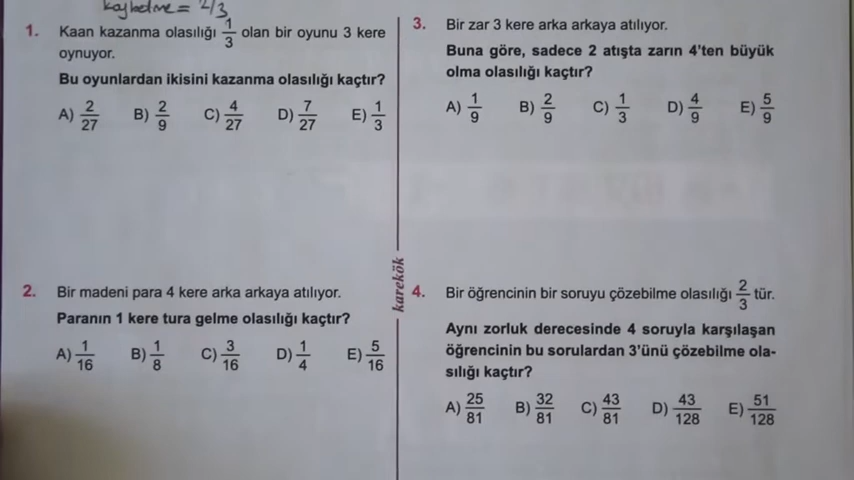 kaybetme = 2/3
1. Kaan kazanma olasılığı 1/3 olan bir oyunu 3 kere
oynuyor.
Bu oyunlardan ikisini kazanma olasılığı kaçtır?
A) 2/27 B) 2/9 C) 4/27 D) 7/27 E) 1/3
2. Bir madeni para 4 kere arka arkaya atılıyor.
Paranın 1 kere tura gelme olasılığı kaçtır?
A) 1/16 B) 1/8 C) 3/16 D) 1/4 E) 5/16
karekök
3. Bir zar 3 kere arka arkaya atılıyor.
Buna göre, sadece 2 atışta zarın 4'ten büyük
olma olasılığı kaçtır?
A) 1/9 B) 2/9 C) 1/3 D) 4/9 E) 5/9
4. Bir öğrencinin bir soruyu çözebilme olasılığı 2/3 tür.
Aynı zorluk derecesinde 4 soruyla karşılaşan
öğrencinin bu sorulardan 3'ünü çözebilme ola-
sılığı kaçtır?
A) 25/81 B) 32/81 C) 43/81 D) 43/128 E) 51/128